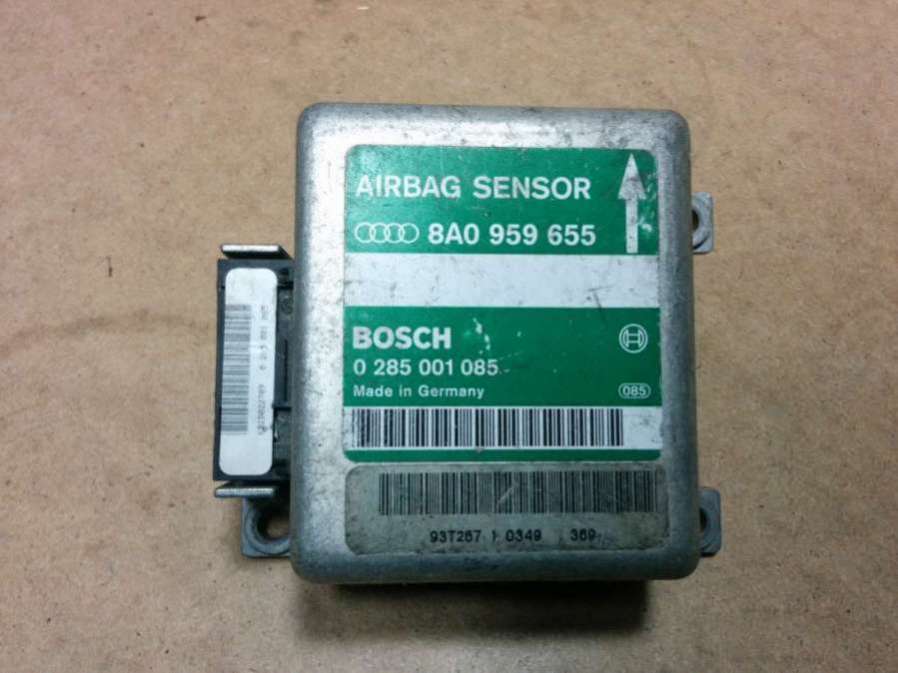 AIRBAG SENSOR
8A0 959 655
BOSCH
0 285 001 085
Made in Germany
085
93T267 1 0349 369